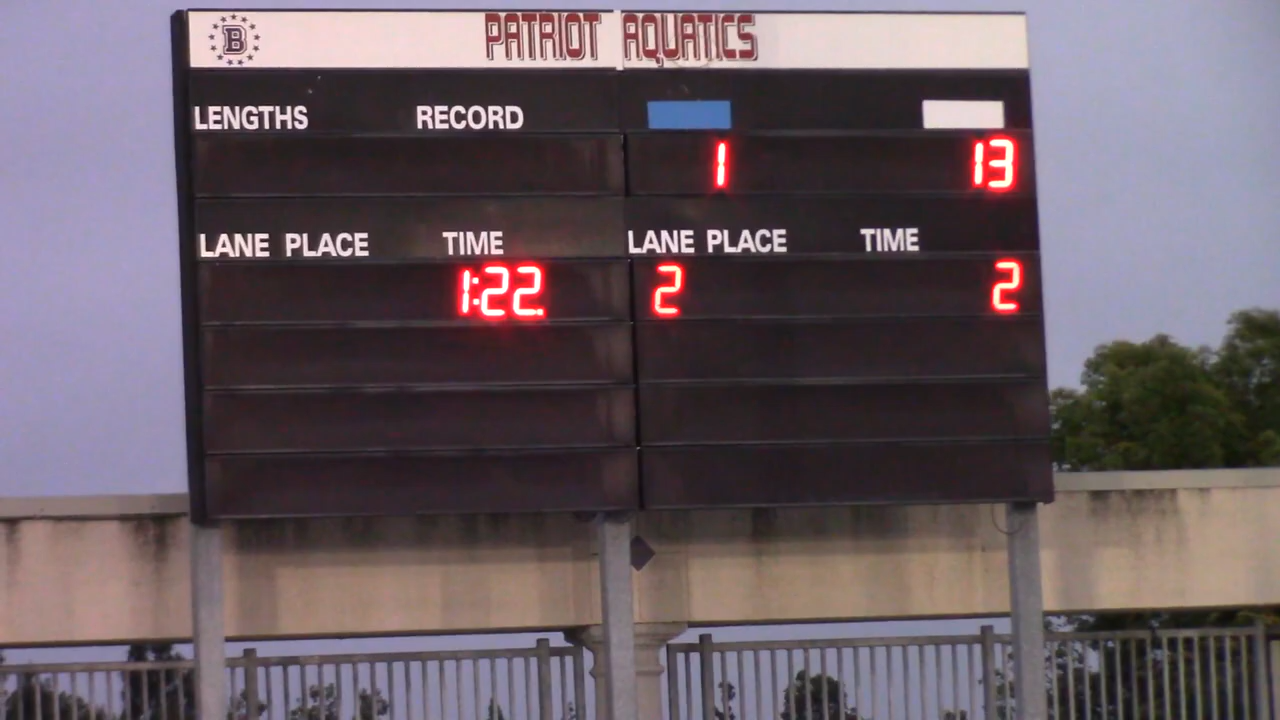 B PATRIOT AQUATICS
LENGTHS RECORD
1 13
LANE PLACE TIME LANE PLACE TIME
1:22. 2 2